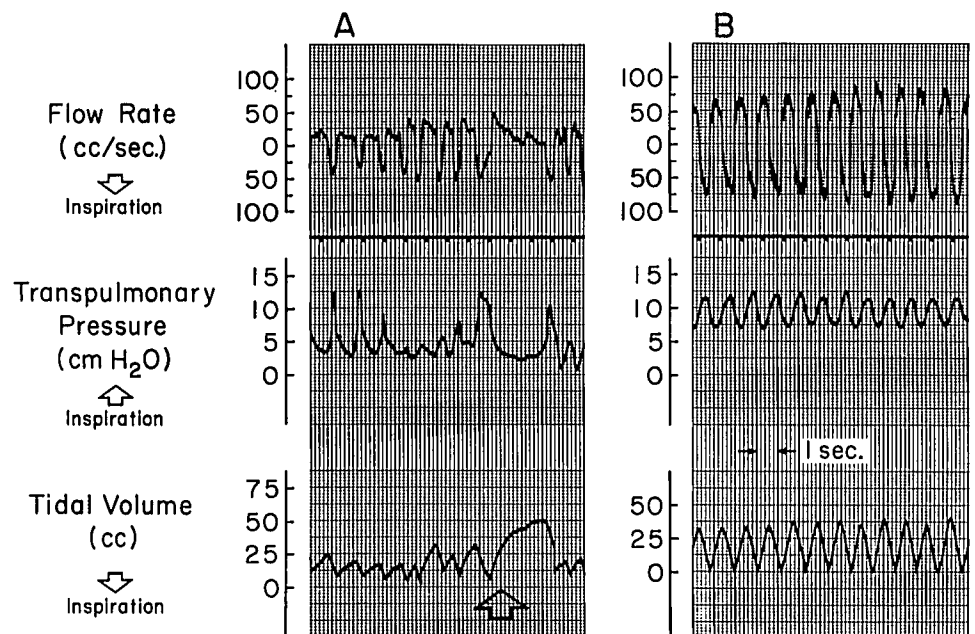 A B
Flow Rate
(cc/sec.)
Inspiration
100
50
0
50
100
100
50
0
50
100
Transpulmonary
Pressure
(cm H₂O)
Inspiration
15
10
5
0
15
10
5
0
1 sec.
Tidal Volume
(cc)
Inspiration
75
50
25
0
50
25
0